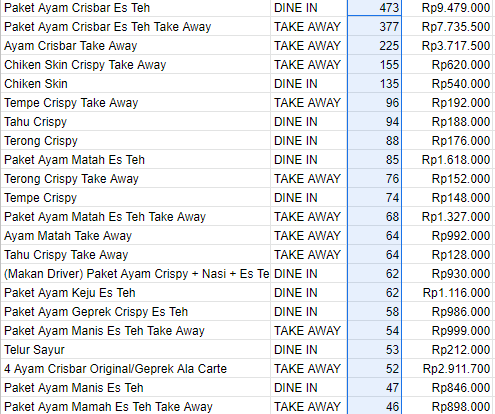 Paket Ayam Crisbar Es Teh DINE IN 473 Rp9.479.000
Paket Ayam Crisbar Es Teh Take Away TAKE AWAY 377 Rp7.735.500
Ayam Crisbar Take Away TAKE AWAY 225 Rp3.717.500
Chiken Skin Crispy Take Away TAKE AWAY 155 Rp620.000
Chiken Skin DINE IN 135 Rp540.000
Tempe Crispy Take Away TAKE AWAY 96 Rp192.000
Tahu Crispy DINE IN 94 Rp188.000
Terong Crispy DINE IN 88 Rp176.000
Paket Ayam Matah Es Teh DINE IN 85 Rp1.618.000
Terong Crispy Take Away TAKE AWAY 76 Rp152.000
Tempe Crispy DINE IN 74 Rp148.000
Paket Ayam Matah Es Teh Take Away TAKE AWAY 68 Rp1.327.000
Ayam Matah Take Away TAKE AWAY 64 Rp992.000
Tahu Crispy Take Away TAKE AWAY 64 Rp128.000
(Makan Driver) Paket Ayam Crispy + Nasi + Es Te DINE IN 62 Rp930.000
Paket Ayam Keju Es Teh DINE IN 62 Rp1.116.000
Paket Ayam Geprek Crispy Es Teh DINE IN 58 Rp986.000
Paket Ayam Manis Es Teh Take Away TAKE AWAY 54 Rp999.000
Telur Sayur DINE IN 53 Rp212.000
4 Ayam Crisbar Original/Geprek Ala Carte TAKE AWAY 52 Rp2.911.700
Paket Ayam Manis Es Teh DINE IN 47 Rp846.000
Paket Ayam Mamah Es Teh Take Away TAKE AWAY 46 Rp898.000